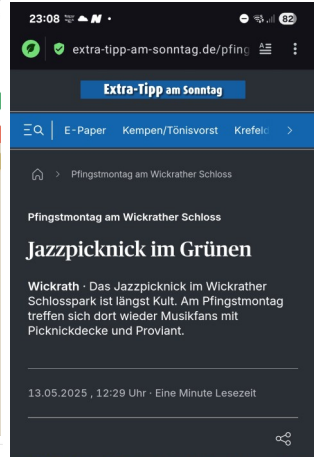 23:08
82
extra-tipp-am-sonntag.de/pfing
Extra-Tipp am Sonntag
E-Paper Kempen/Tönisvorst Krefeld
Pfingstmontag am Wickrather Schloss
Pfingstmontag am Wickrather Schloss
Jazzpicknick im Grünen
Wickrath · Das Jazzpicknick im Wickrather
Schlosspark ist längst Kult. Am Pfingstmontag
treffen sich dort wieder Musikfans mit
Picknickdecke und Proviant.
13.05.2025 , 12:29 Uhr · Eine Minute Lesezeit